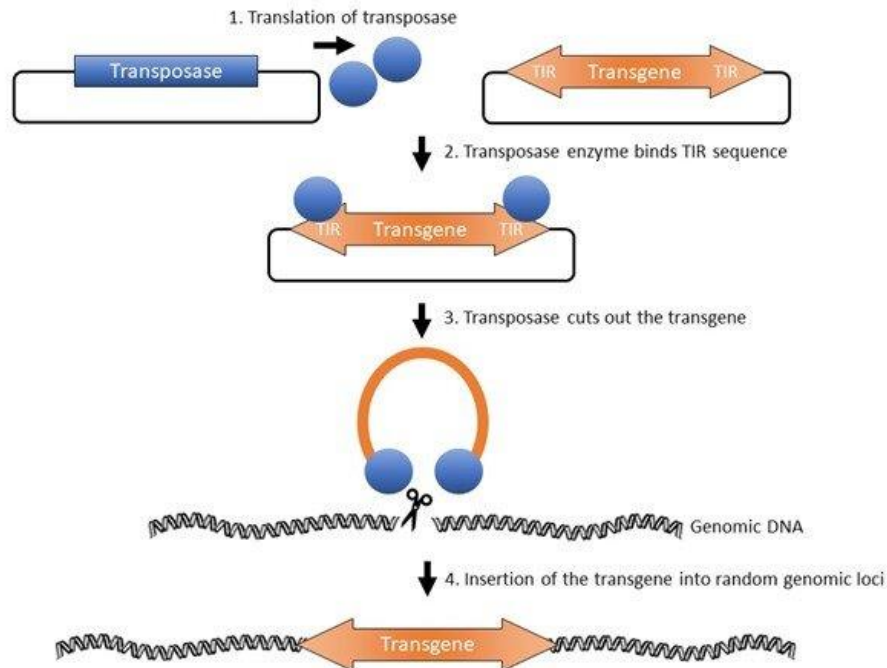 1. Translation of transposase
Transposase
TIR Transgene TIR
2. Transposase enzyme binds TIR sequence
TIR Transgene TIR
3. Transposase cuts out the transgene
Genomic DNA
4. Insertion of the transgene into random genomic loci
Transgene